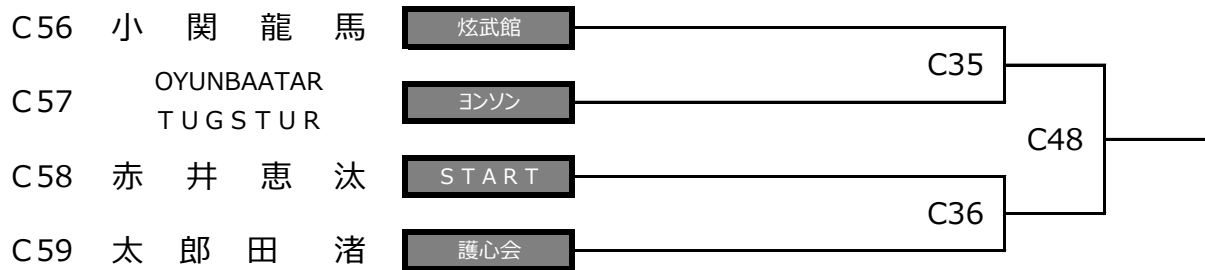 C56 小関龍馬 炫武館
C35
C57 OYUNBAATAR TUGSTUR ヨンソン
C48
C58 赤井恵汰 START
C36
C59 太郎田渚 護心会